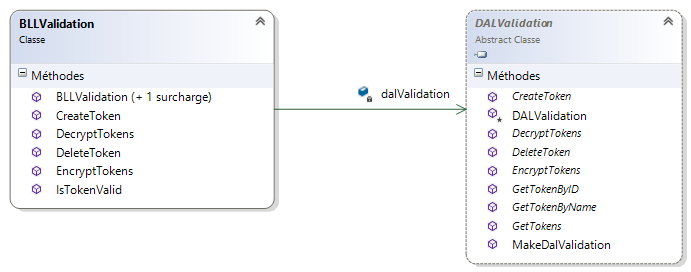 BLLValidation
Classe
Méthodes
BLLValidation (+ 1 surcharge)
CreateToken
DecryptTokens
DeleteToken
EncryptTokens
IsTokenValid
dalValidation
DALValidation
Abstract Classe
Méthodes
CreateToken
DALValidation
DecryptTokens
DeleteToken
EncryptTokens
GetTokenByID
GetTokenByName
GetTokens
MakeDalValidation